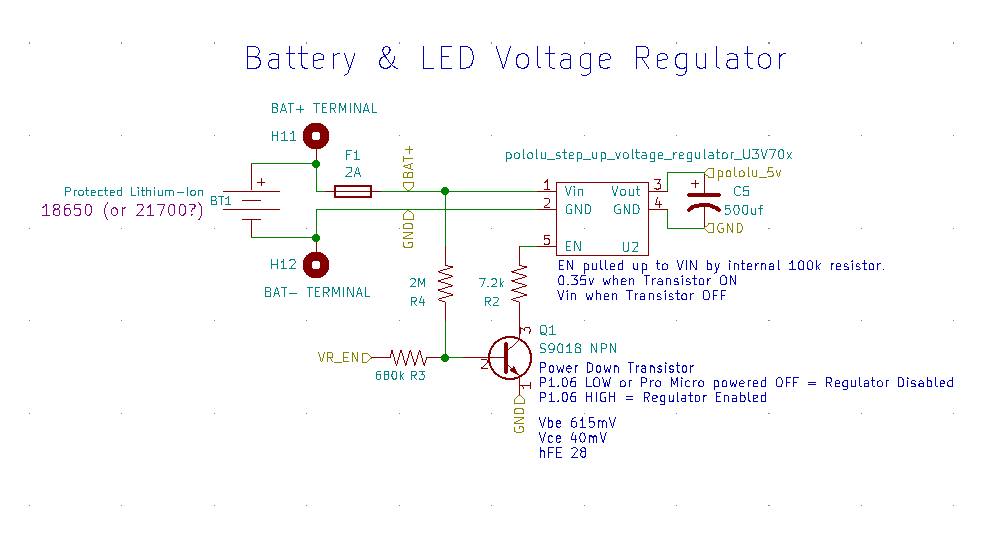 Battery & LED Voltage Regulator
BAT+ TERMINAL
H11
F1
2A
BAT+
pololu_step_up_voltage_regulator_U3V70x
Protected Lithium-Ion
18650 (or 21700?)
BT1
+
1
Vin
Vout
3
2
GND
GND
4
5
EN
U2
+
pololu_5v
C5
500uf
GND
GND
H12
BAT- TERMINAL
EN pulled up to VIN by internal 100k resistor.
0.35v when Transistor ON
Vin when Transistor OFF
2M
R4
7.2k
R2
VR_EN
680k R3
2
3
1
Q1
S9018 NPN
Power Down Transistor
P1.06 LOW or Pro Micro powered OFF = Regulator Disabled
P1.06 HIGH = Regulator Enabled
GND
Vbe 615mV
Vce 40mV
hFE 28